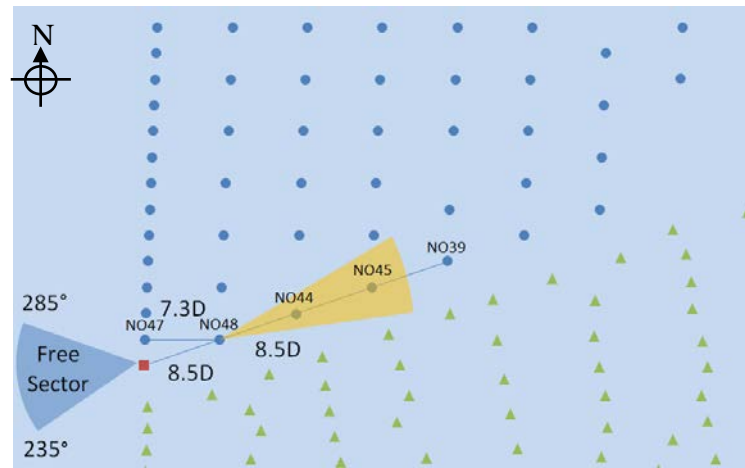 N
NO39
NO45
NO44
285°
7.3D
NO47
NO48
Free
Sector
8.5D
8.5D
235°